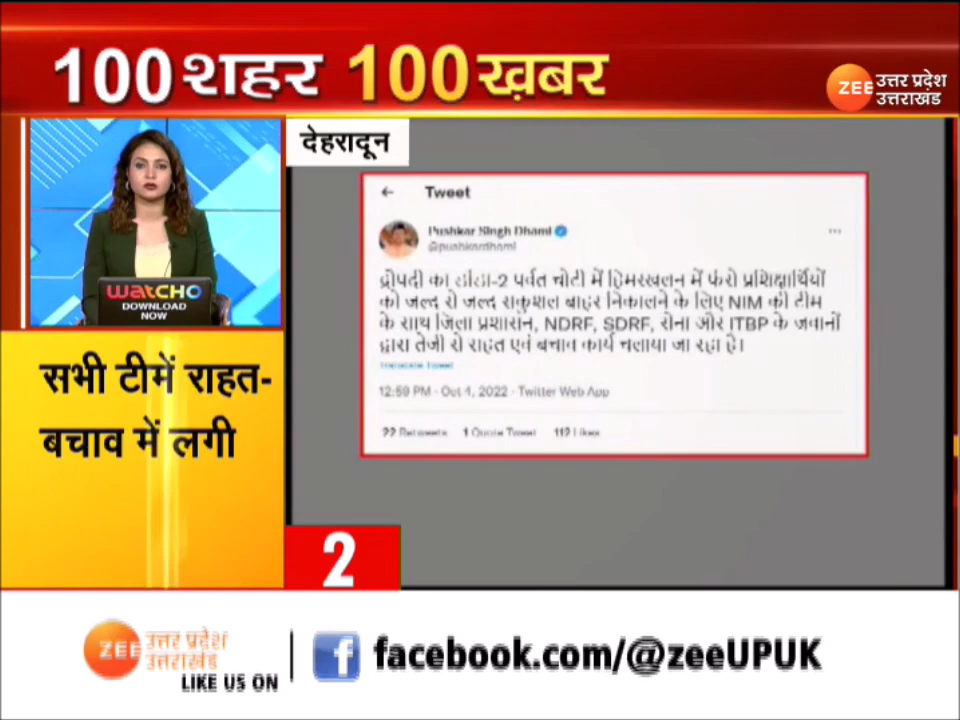 100 शहर 100 ख़बर
ZEE उत्तर प्रदेश
उत्तराखंड
देहरादून
← Tweet
Pushkar Singh Dhami
@pushkardhami
द्रौपदी का डांडा-2 पर्वत चोटी में हिमस्खलन में फंसे प्रशिक्षार्थियों
को जल्द से जल्द सकुशल बाहर निकालने के लिए NIM की टीम
के साथ जिला प्रशासन, NDRF, SDRF, सेना और ITBP के जवानों
द्वारा तेजी से राहत एवं बचाव कार्य चलाया जा रहा है।
Translate Tweet
12:59 PM · Oct 4, 2022 · Twitter Web App
22 Retweets 1 Quote Tweet 112 Likes
WATCHO
DOWNLOAD
NOW
सभी टीमें राहत-
बचाव में लगी
2
ZEE उत्तर प्रदेश
उत्तराखंड
LIKE US ON
f facebook.com/@zeeUPUK